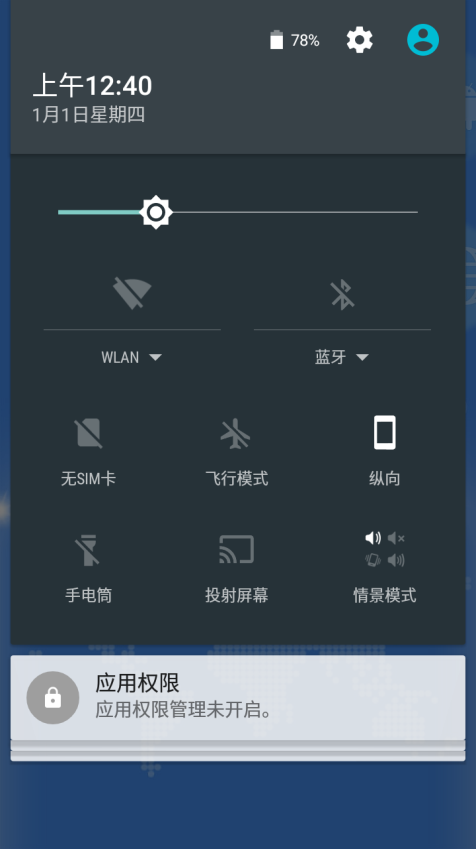 78%
上午12:40
1月1日星期四
WLAN
蓝牙
无SIM卡
飞行模式
纵向
手电筒
投射屏幕
情景模式
应用权限
应用权限管理未开启。